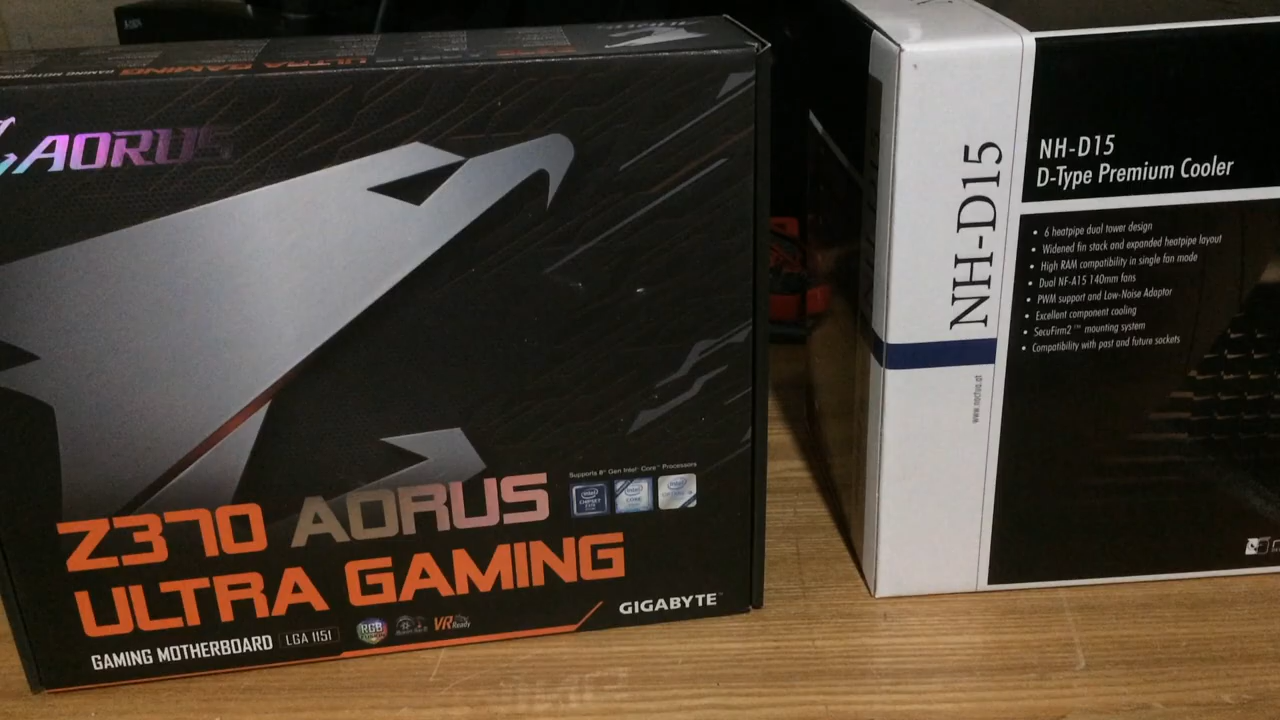 AORUS
Z370 AORUS
ULTRA GAMING
GAMING MOTHERBOARD LGA 1151
Supports 8th Gen Intel® Core™ Processors
RGB
VR Ready
GIGABYTE™
NH-D15
www.noctua.at
NH-D15
D-Type Premium Cooler
• 6 heatpipe dual tower design
• Widened fin stack and expanded heatpipe layout
• High RAM compatibility in single fan mode
• Dual NF-A15 140mm fans
• PWM support and Low-Noise Adaptor
• Excellent component cooling
• SecuFirm2™ mounting system
• Compatibility with past and future sockets